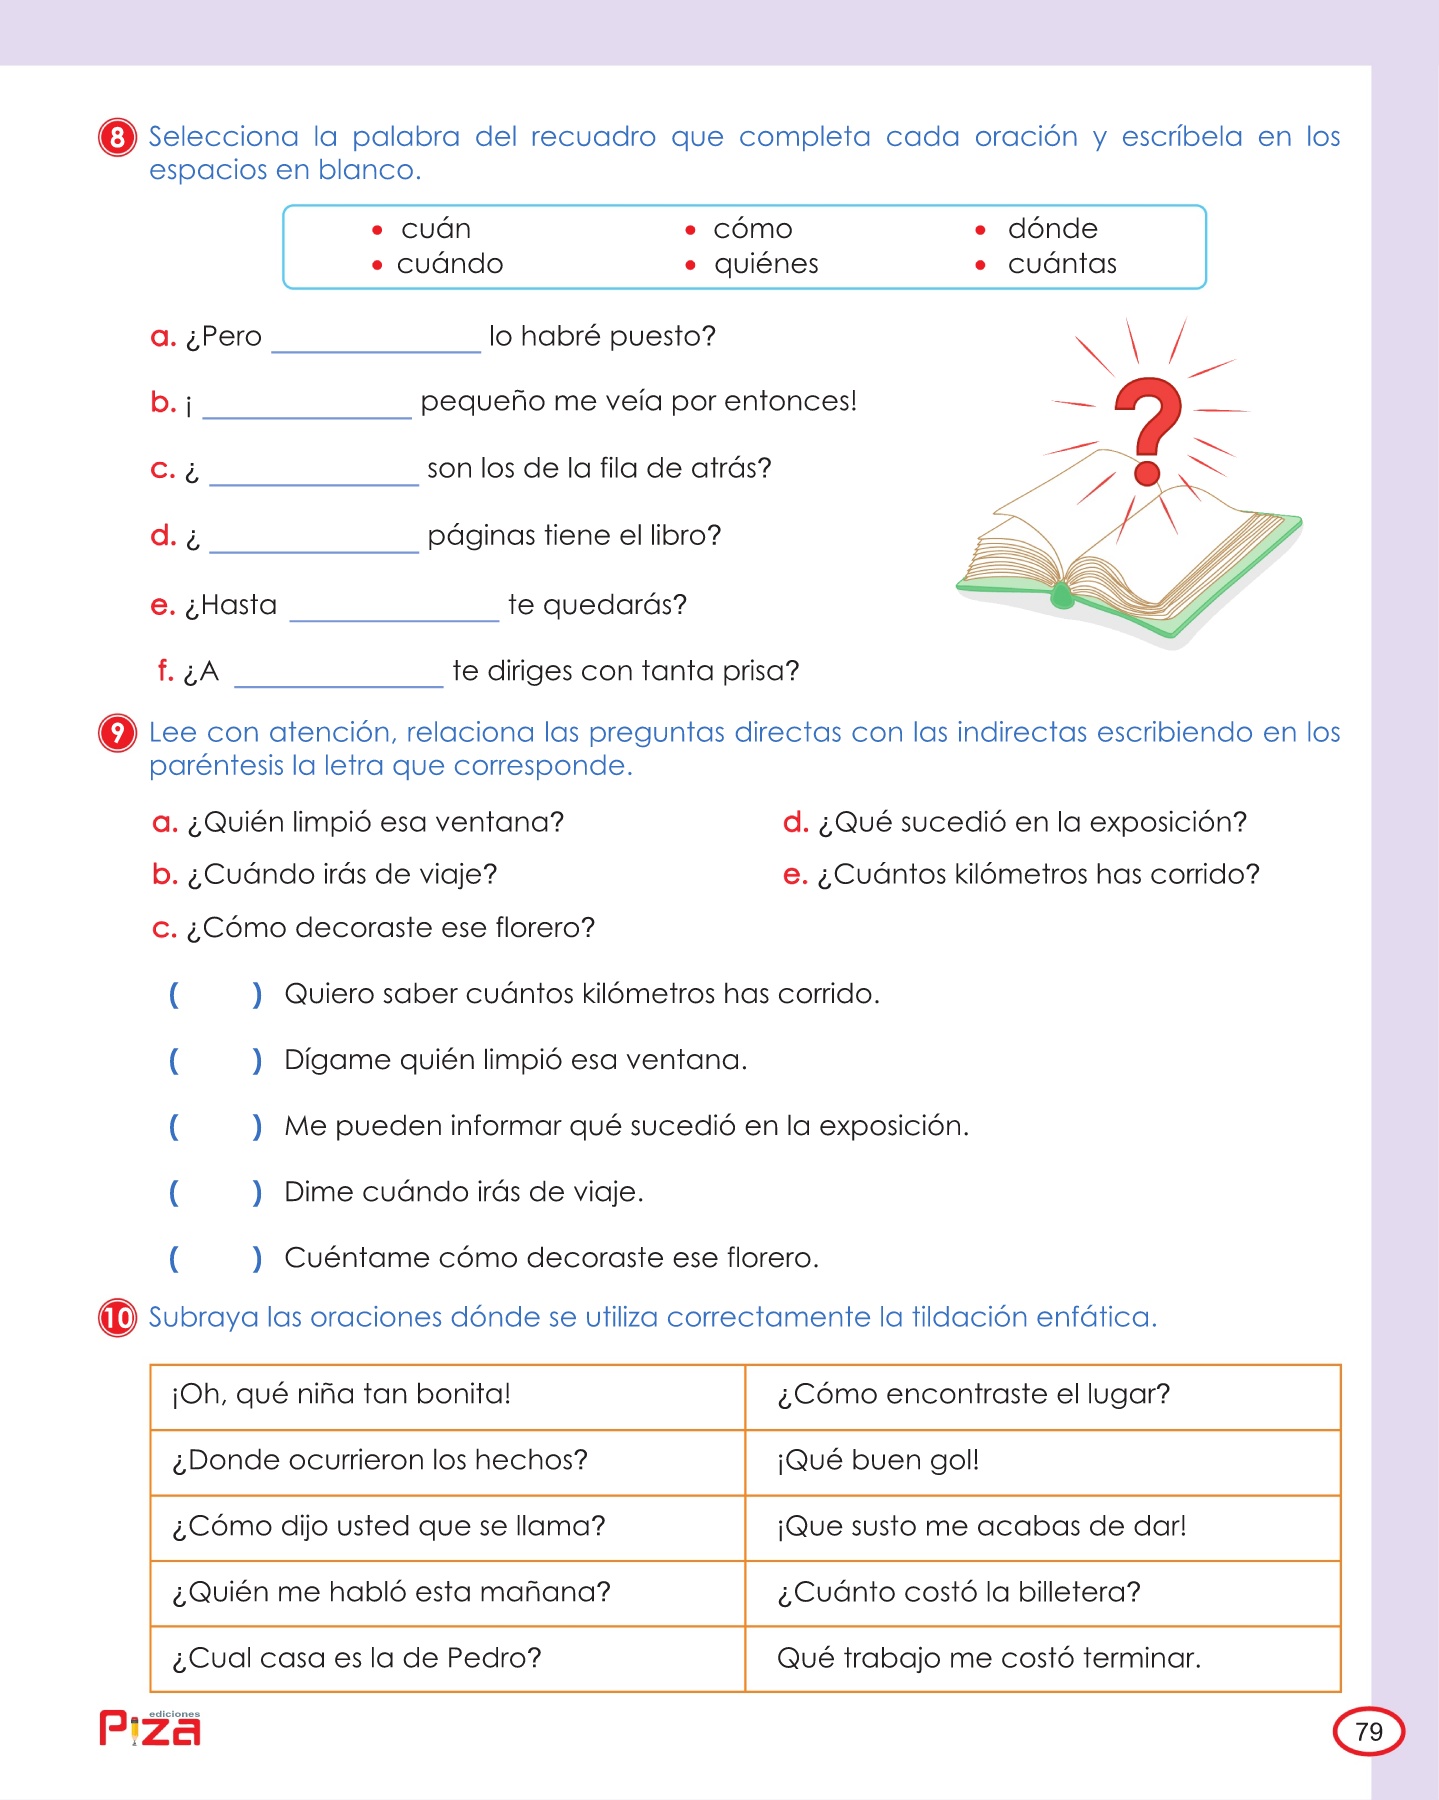 8 Selecciona la palabra del recuadro que completa cada oración y escríbela en los
espacios en blanco.
• cuán • cómo • dónde
• cuándo • quiénes • cuántas
a. ¿Pero ______________ lo habré puesto?
b. ¡ ______________ pequeño me veía por entonces!
c. ¿ ______________ son los de la fila de atrás?
d. ¿ ______________ páginas tiene el libro?
e. ¿Hasta ______________ te quedarás?
f. ¿A ______________ te diriges con tanta prisa?
?
9 Lee con atención, relaciona las preguntas directas con las indirectas escribiendo en los
paréntesis la letra que corresponde.
a. ¿Quién limpió esa ventana? d. ¿Qué sucedió en la exposición?
b. ¿Cuándo irás de viaje? e. ¿Cuántos kilómetros has corrido?
c. ¿Cómo decoraste ese florero?
( ) Quiero saber cuántos kilómetros has corrido.
( ) Dígame quién limpió esa ventana.
( ) Me pueden informar qué sucedió en la exposición.
( ) Dime cuándo irás de viaje.
( ) Cuéntame cómo decoraste ese florero.
10 Subraya las oraciones dónde se utiliza correctamente la tildación enfática.
¡Oh, qué niña tan bonita! ¿Cómo encontraste el lugar?
¿Donde ocurrieron los hechos? ¡Qué buen gol!
¿Cómo dijo usted que se llama? ¡Que susto me acabas de dar!
¿Quién me habló esta mañana? ¿Cuánto costó la billetera?
¿Cual casa es la de Pedro? Qué trabajo me costó terminar.
ediciones
Piza
79